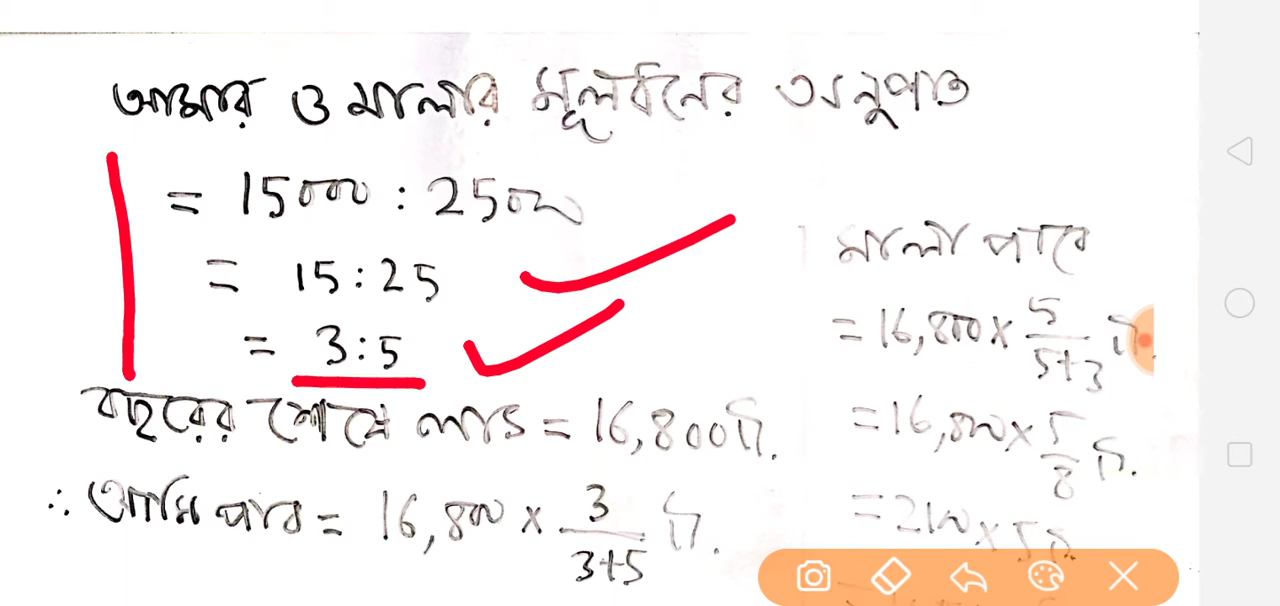 আমার ও মালার মূলধনের অনুপাত
= 15000 : 25000
= 15 : 25
= 3 : 5
বছরের শেষে লাভ = 16,800 টা.
∴ আমি পাব = 16,800 × 3/3+5 টা.
মালা পাবে
= 16,800 × 5/5+3 টা.
= 16,800 × 5/8 টা.
= 2100 × 5 টা.